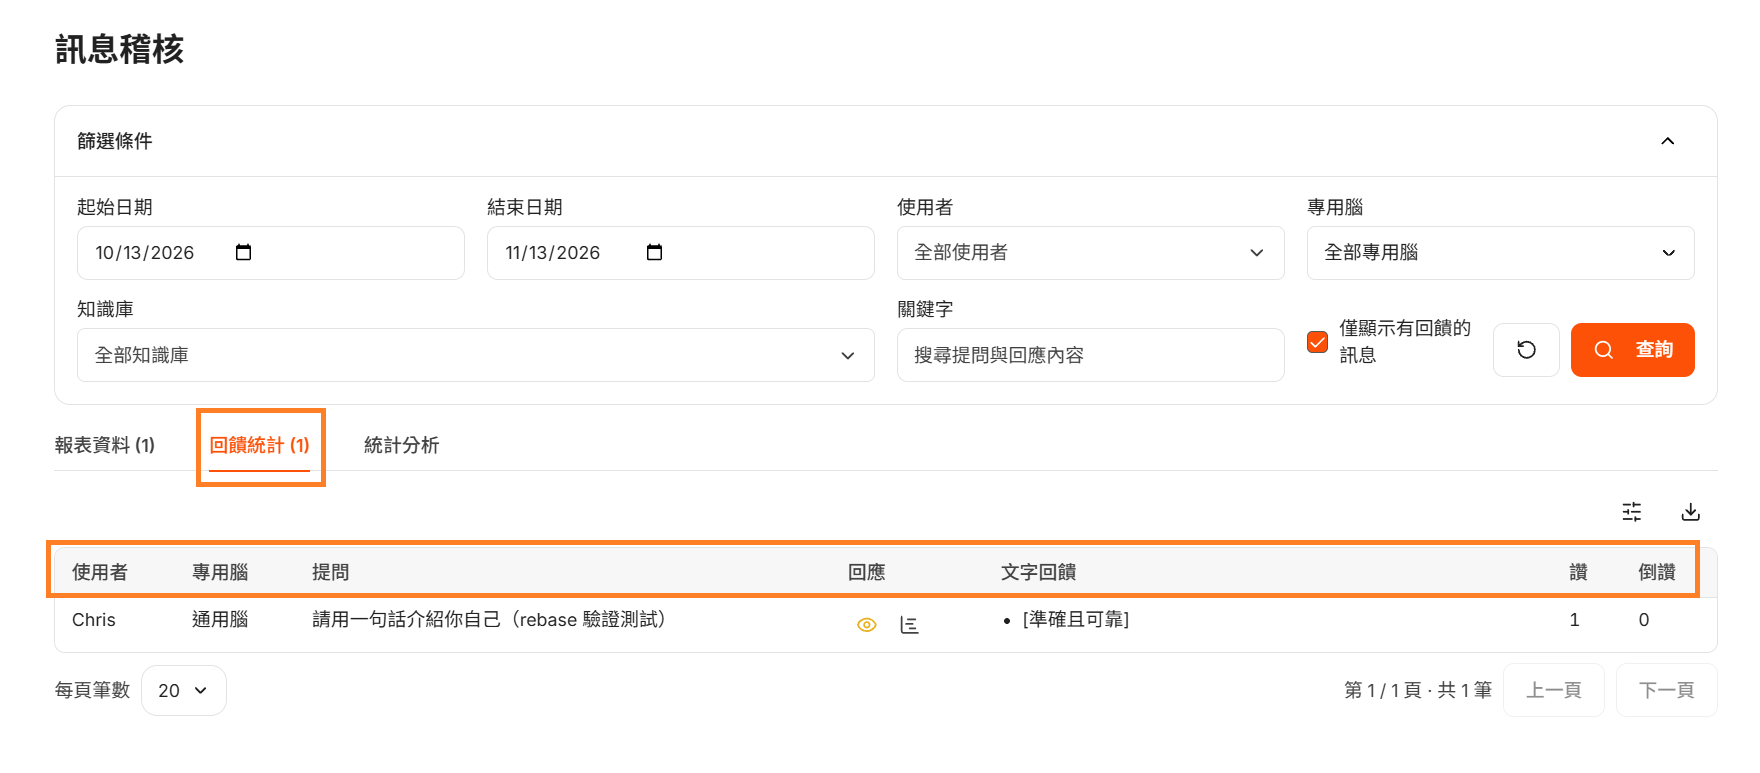 訊息稽核
篩選條件
起始日期 結束日期 使用者 專用腦
10/13/2026 11/13/2026 全部使用者 全部專用腦
知識庫 關鍵字
全部知識庫 搜尋提問與回應內容
僅顯示有回饋的
訊息
查詢
報表資料 (1) 回饋統計 (1) 統計分析
使用者 專用腦 提問 回應 文字回饋 讚 倒讚
Chris 通用腦 請用一句話介紹你自己（rebase 驗證測試） • [準確且可靠] 1 0
每頁筆數 20 第 1 / 1 頁 · 共 1 筆 上一頁 下一頁